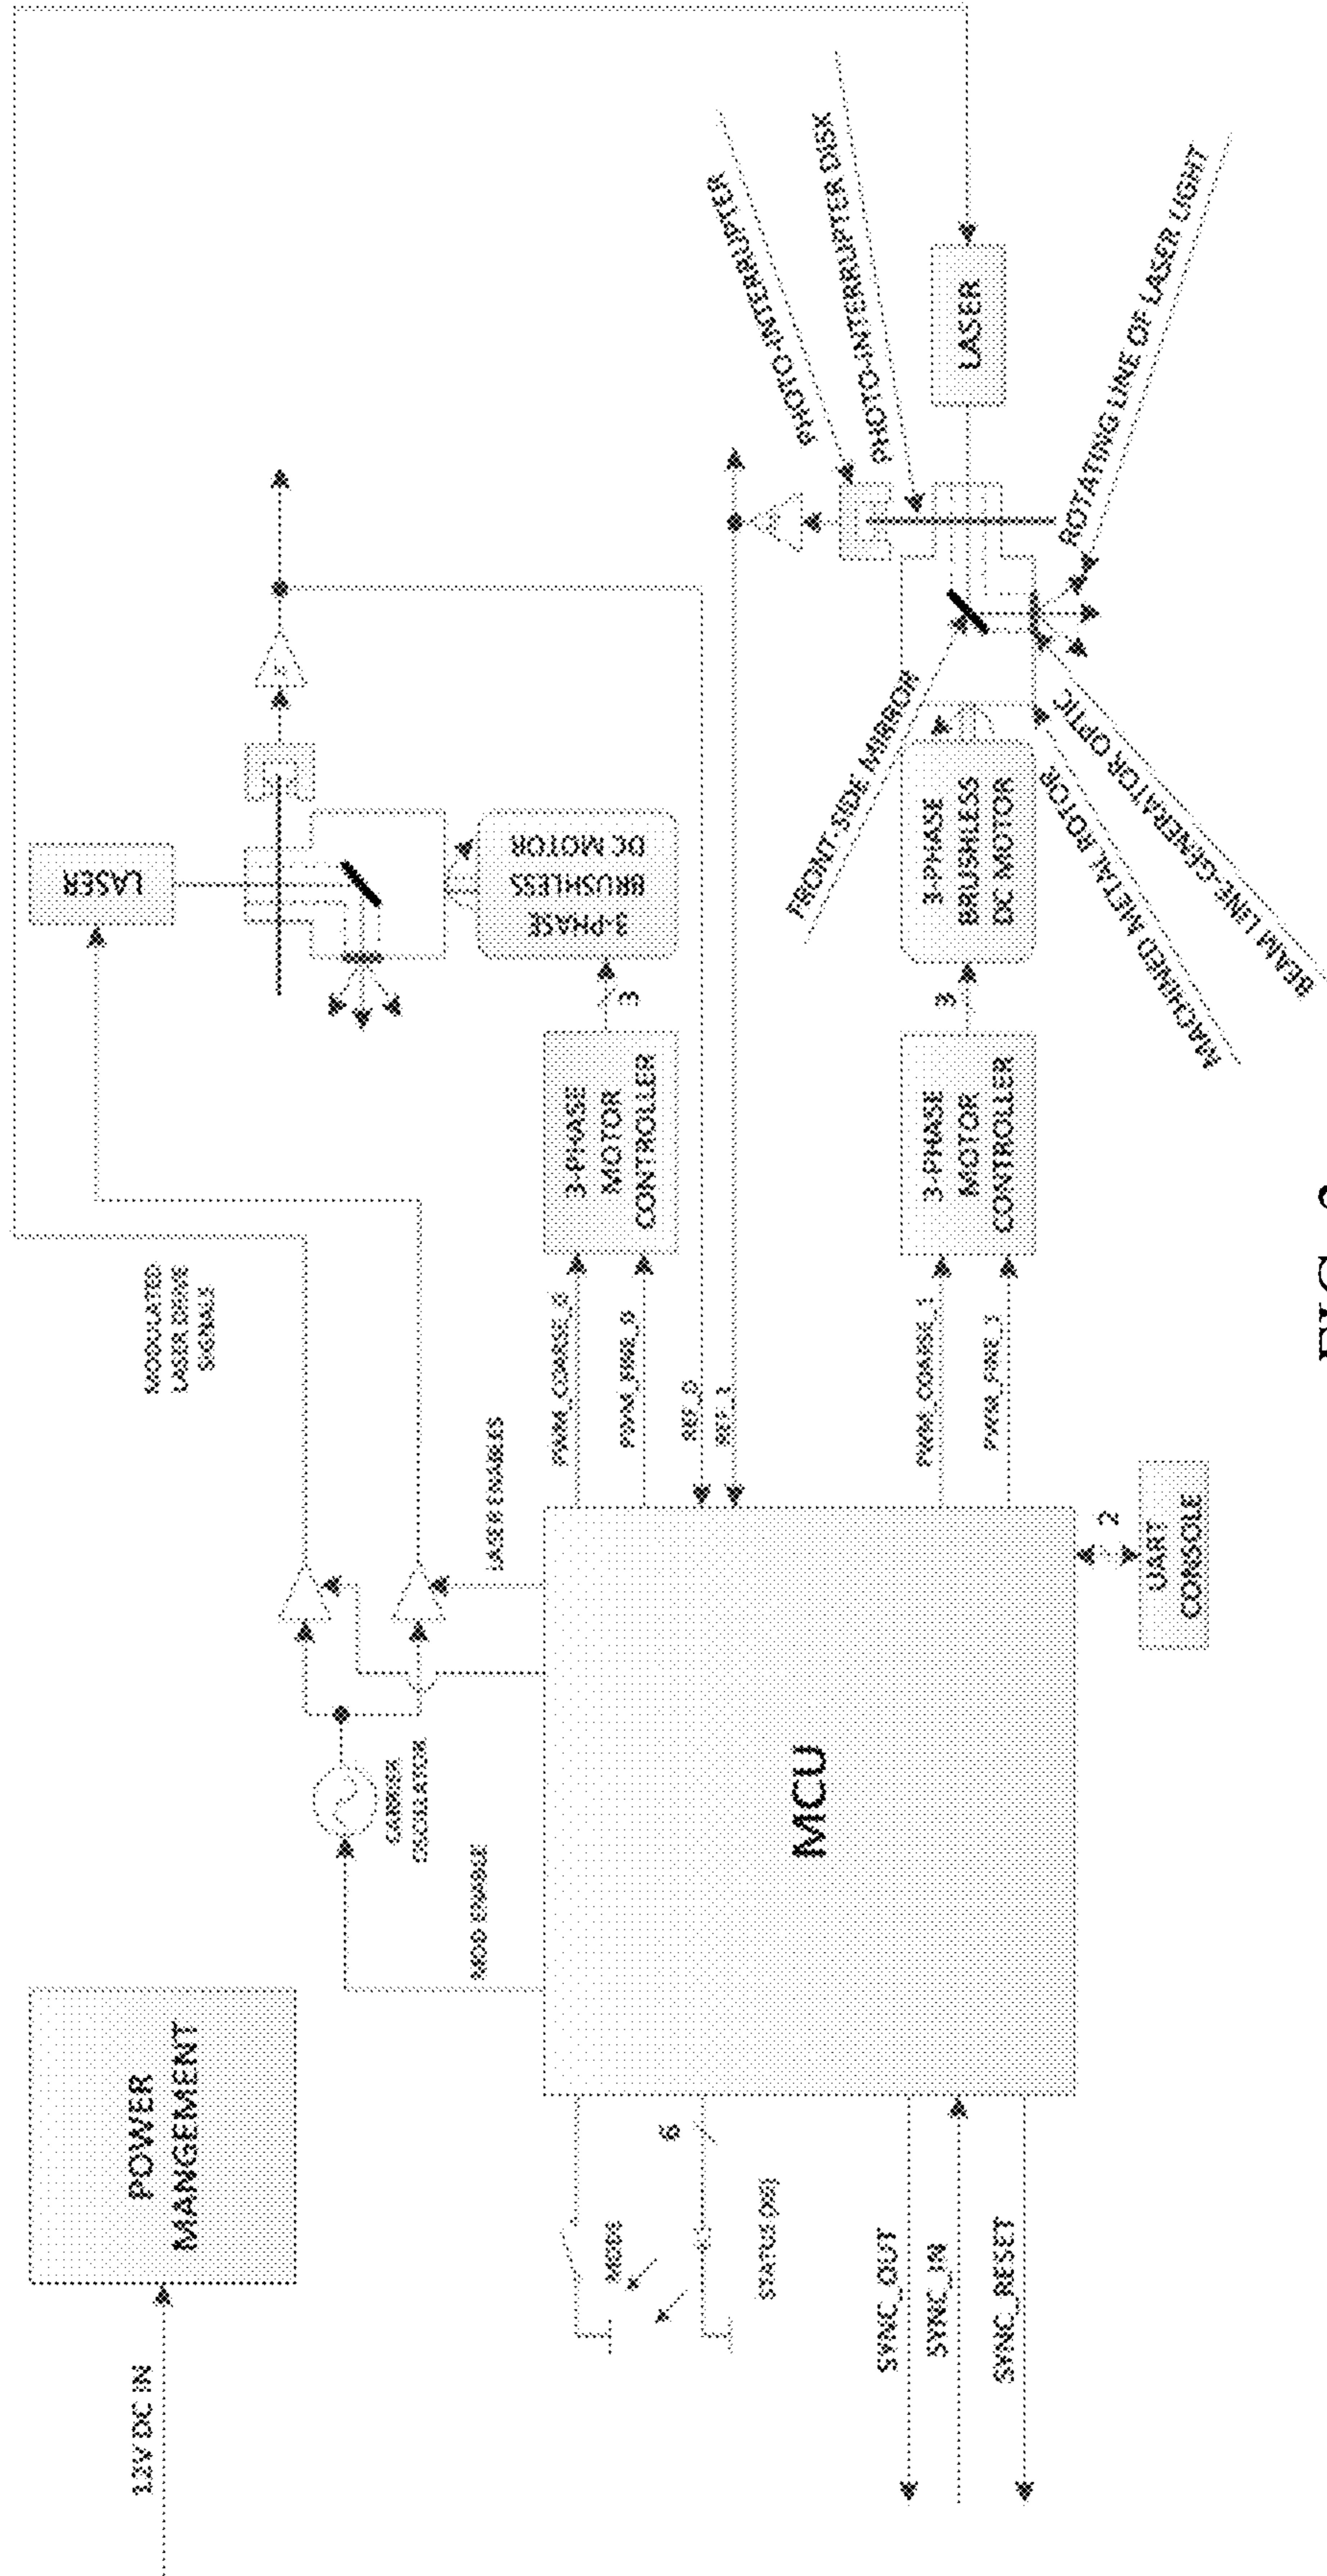 12V DC IN
POWER
MANGEMENT
MODULATED
LASER DRIVE
SIGNALS
LASER
CARRIER
OSCILLATOR
MOD ENABLE
LASER ENABLES
3-PHASE
BRUSHLESS
DC MOTOR
3
3-PHASE
MOTOR
CONTROLLER
PWM_COARSE_0
PWM_FINE_0
REF_0
REF_1
MODE
6
STATUS (X6)
MCU
SYNC_OUT
SYNC_IN
SYNC_RESET
PWM_COARSE_1
PWM_FINE_1
3-PHASE
MOTOR
CONTROLLER
3
3-PHASE
BRUSHLESS
DC MOTOR
FRONT-SIDE MIRROR
PHOTO-INTERRUPTER
PHOTO-INTERRUPTER DISK
LASER
ROTATING LINE OF LASER LIGHT
MACHINED METAL ROTOR
BEAM LINE-GENERATOR OPTIC
2
UART
CONSOLE